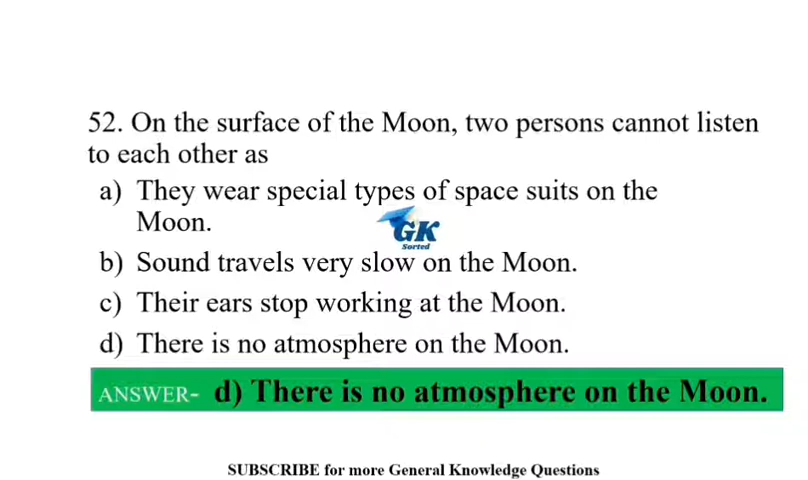 52. On the surface of the Moon, two persons cannot listen
to each other as
a) They wear special types of space suits on the
Moon.
GK
Sorted
b) Sound travels very slow on the Moon.
c) Their ears stop working at the Moon.
d) There is no atmosphere on the Moon.
ANSWER- d) There is no atmosphere on the Moon.
SUBSCRIBE for more General Knowledge Questions